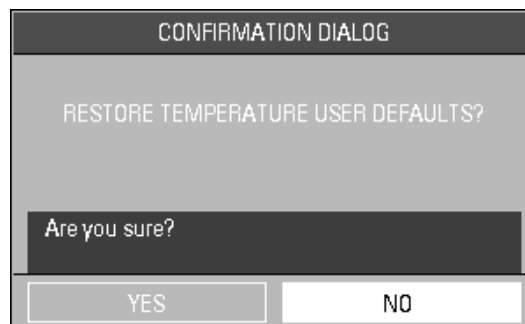 CONFIRMATION DIALOG
RESTORE TEMPERATURE USER DEFAULTS?
Are you sure?
YES NO